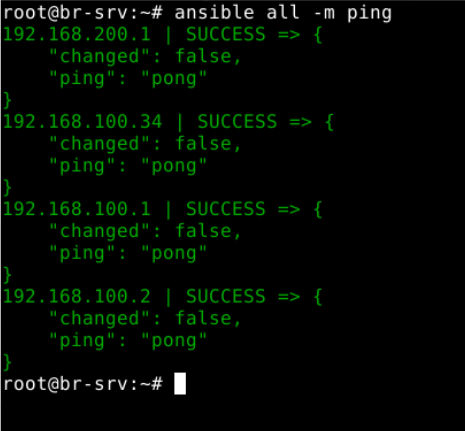 root@br-srv:~# ansible all -m ping
192.168.200.1 | SUCCESS => {
    "changed": false,
    "ping": "pong"
}
192.168.100.34 | SUCCESS => {
    "changed": false,
    "ping": "pong"
}
192.168.100.1 | SUCCESS => {
    "changed": false,
    "ping": "pong"
}
192.168.100.2 | SUCCESS => {
    "changed": false,
    "ping": "pong"
}
root@br-srv:~#